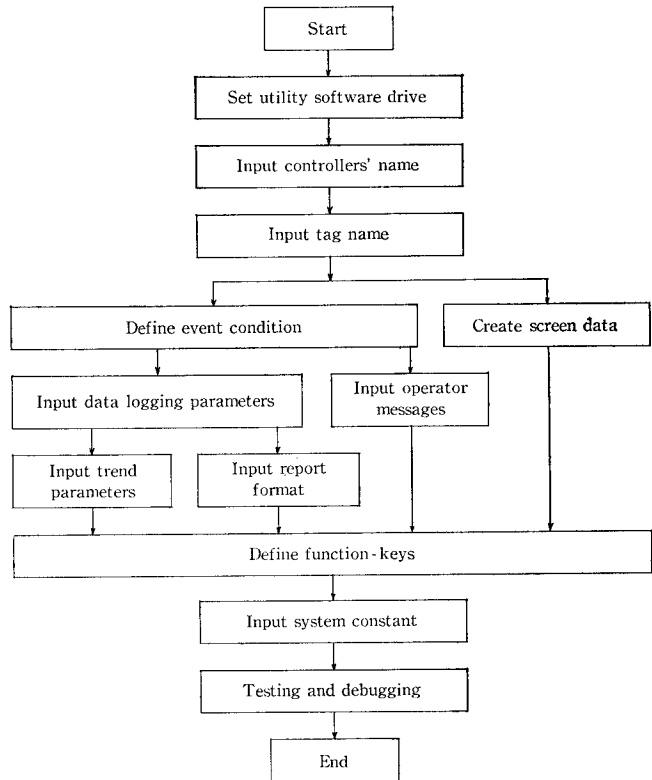 Start
Set utility software drive
Input controllers' name
Input tag name
Define event condition
Create screen data
Input data logging parameters
Input operator
messages
Input trend
parameters
Input report
format
Define function-keys
Input system constant
Testing and debugging
End